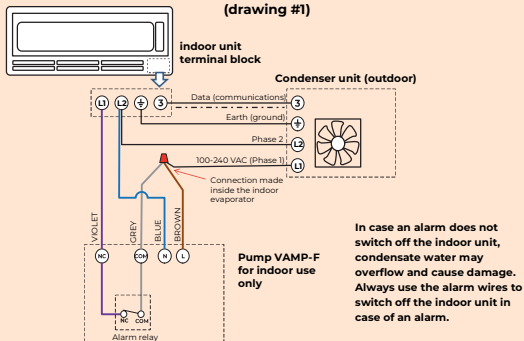 (drawing #1)
indoor unit
terminal block
Condenser unit (outdoor)
L1 L2 3
Data (communications)
3
Earth (ground)
Phase 2
L2
100-240 VAC (Phase 1)
L1
Connection made
inside the indoor
evaporator
VIOLET
GREY
BLUE
BROWN
NC COM N L
Pump VAMP-F
for indoor use
only
In case an alarm does not
switch off the indoor unit,
condensate water may
overflow and cause damage.
Always use the alarm wires to
switch off the indoor unit in
case of an alarm.
NC COM
Alarm relay